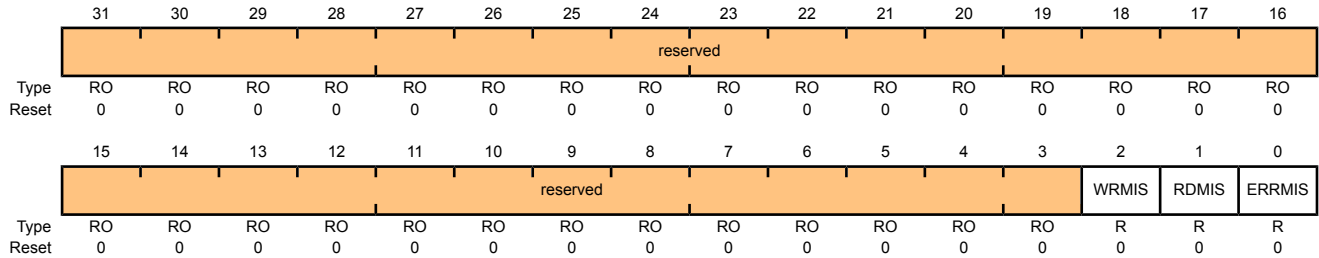 31 30 29 28 27 26 25 24 23 22 21 20 19 18 17 16
reserved
Type RO RO RO RO RO RO RO RO RO RO RO RO RO RO RO RO
Reset 0 0 0 0 0 0 0 0 0 0 0 0 0 0 0 0
15 14 13 12 11 10 9 8 7 6 5 4 3 2 1 0
reserved WRMIS RDMIS ERRMIS
Type RO RO RO RO RO RO RO RO RO RO RO RO RO R R R
Reset 0 0 0 0 0 0 0 0 0 0 0 0 0 0 0 0